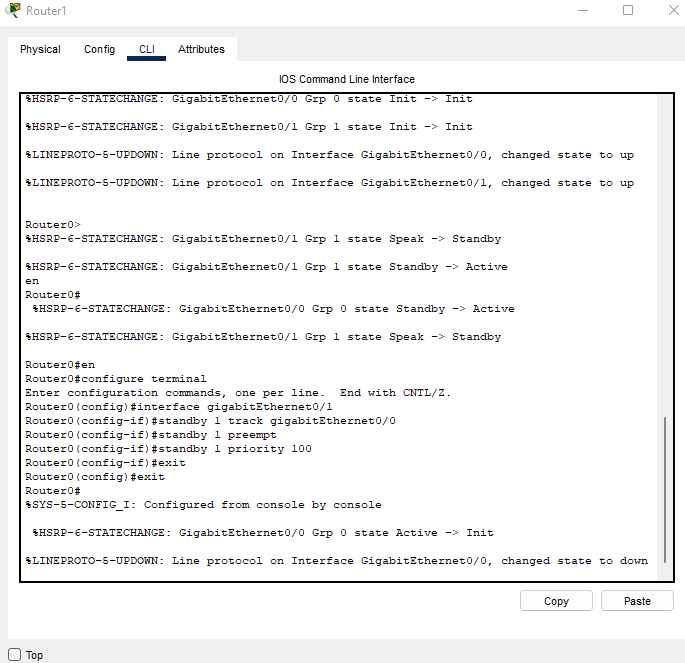 Router1
Physical Config CLI Attributes
IOS Command Line Interface
%HSRP-6-STATECHANGE: GigabitEthernet0/0 Grp 0 state Init -> Init
%HSRP-6-STATECHANGE: GigabitEthernet0/1 Grp 1 state Init -> Init
%LINEPROTO-5-UPDOWN: Line protocol on Interface GigabitEthernet0/0, changed state to up
%LINEPROTO-5-UPDOWN: Line protocol on Interface GigabitEthernet0/1, changed state to up
Router0>
%HSRP-6-STATECHANGE: GigabitEthernet0/1 Grp 1 state Speak -> Standby
%HSRP-6-STATECHANGE: GigabitEthernet0/1 Grp 1 state Standby -> Active
en
Router0#
%HSRP-6-STATECHANGE: GigabitEthernet0/0 Grp 0 state Standby -> Active
%HSRP-6-STATECHANGE: GigabitEthernet0/1 Grp 1 state Speak -> Standby
Router0#en
Router0#configure terminal
Enter configuration commands, one per line.  End with CNTL/Z.
Router0(config)#interface gigabitEthernet0/1
Router0(config-if)#standby 1 track gigabitEthernet0/0
Router0(config-if)#standby 1 preempt
Router0(config-if)#standby 1 priority 100
Router0(config-if)#exit
Router0(config)#exit
Router0#
%SYS-5-CONFIG_I: Configured from console by console
%HSRP-6-STATECHANGE: GigabitEthernet0/0 Grp 0 state Active -> Init
%LINEPROTO-5-UPDOWN: Line protocol on Interface GigabitEthernet0/0, changed state to down
Copy Paste
Top